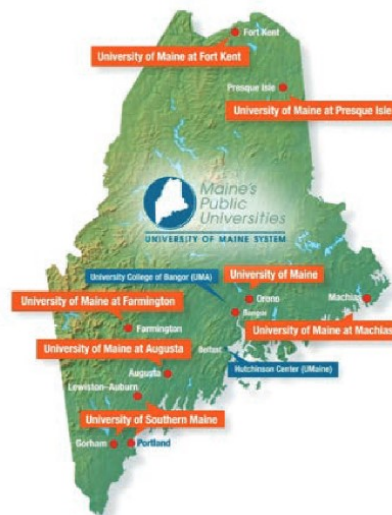 Fort Kent
University of Maine at Fort Kent
Presque Isle
University of Maine at Presque Isle
Maine's
Public
Universities
UNIVERSITY OF MAINE SYSTEM
University College of Bangor (UMA)
University of Maine
University of Maine at Farmington
Orono
Machias
Bangor
Farmington
University of Maine at Machias
University of Maine at Augusta
Belfast
Hutchinson Center (UMaine)
Augusta
Lewiston-Auburn
University of Southern Maine
Gorham
Portland